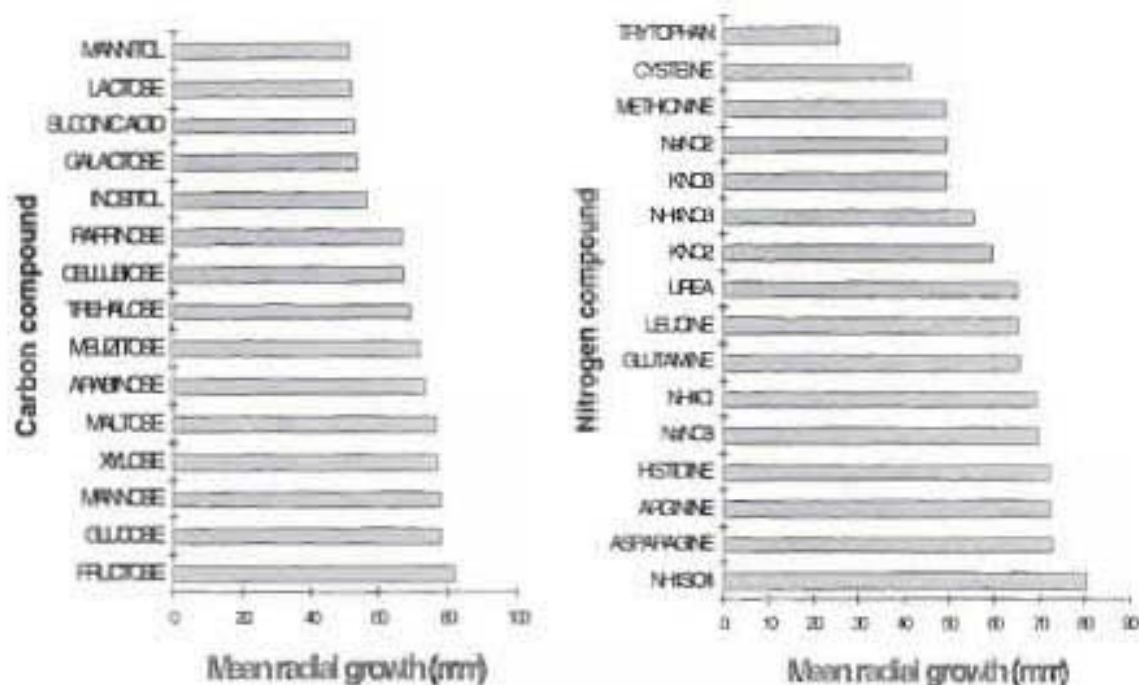 Carbon compound
MANNITOL
LACTOSE
SUCCINIC ACID
GALACTOSE
INOSITOL
RAFFINOSE
CELLUBIOSE
TREHALOSE
MELIZITOSE
ARABINOSE
MALTOSE
XYLOSE
MANNOSE
GLUCOSE
FRUCTOSE
0 20 40 60 80 100
Mean radial growth (mm)
Nitrogen compound
TRYTOPHAN
CYSTEINE
METHIONINE
NaNO2
KNO3
NH4NO3
KNO2
UREA
LEUCINE
GLUTAMINE
NH4Cl
NaNO3
HISTIDINE
ARGININE
ASPARAGINE
NH4SO4
0 10 20 30 40 50 60 70 80 90
Mean radial growth (mm)